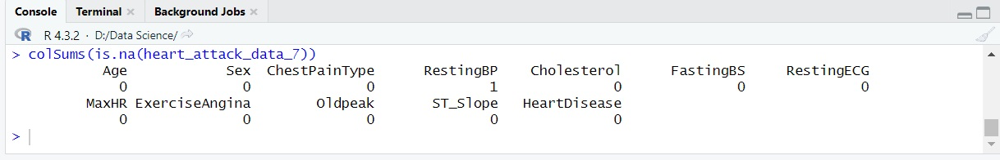 Console Terminal Background Jobs
R 4.3.2 · D:/Data Science/
> colSums(is.na(heart_attack_data_7))
Age Sex ChestPainType RestingBP Cholesterol FastingBS RestingECG
0 0 0 1 0 0 0
MaxHR ExerciseAngina Oldpeak ST_Slope HeartDisease
0 0 0 0 0
>